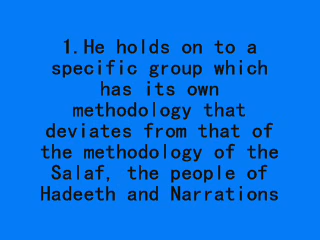 1.He holds on to a
specific group which
has its own
methodology that
deviates from that of
the methodology of the
Salaf, the people of
Hadeeth and Narrations